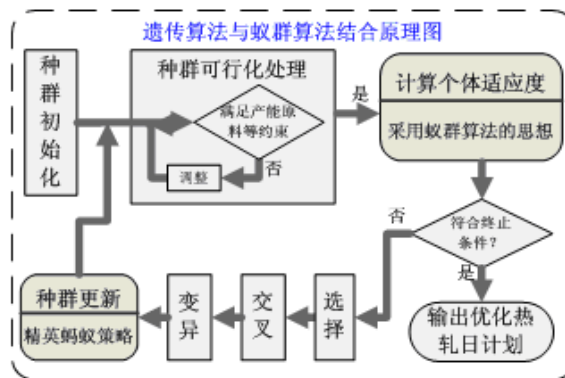 遗传算法与蚁群算法结合原理图
种群初始化
种群可行化处理
满足产能原
料等约束
否
调整
是
计算个体适应度
采用蚁群算法的思想
符合终止
条件？
否
是
选择
交叉
变异
种群更新
精英蚂蚁策略
输出优化热
轧日计划